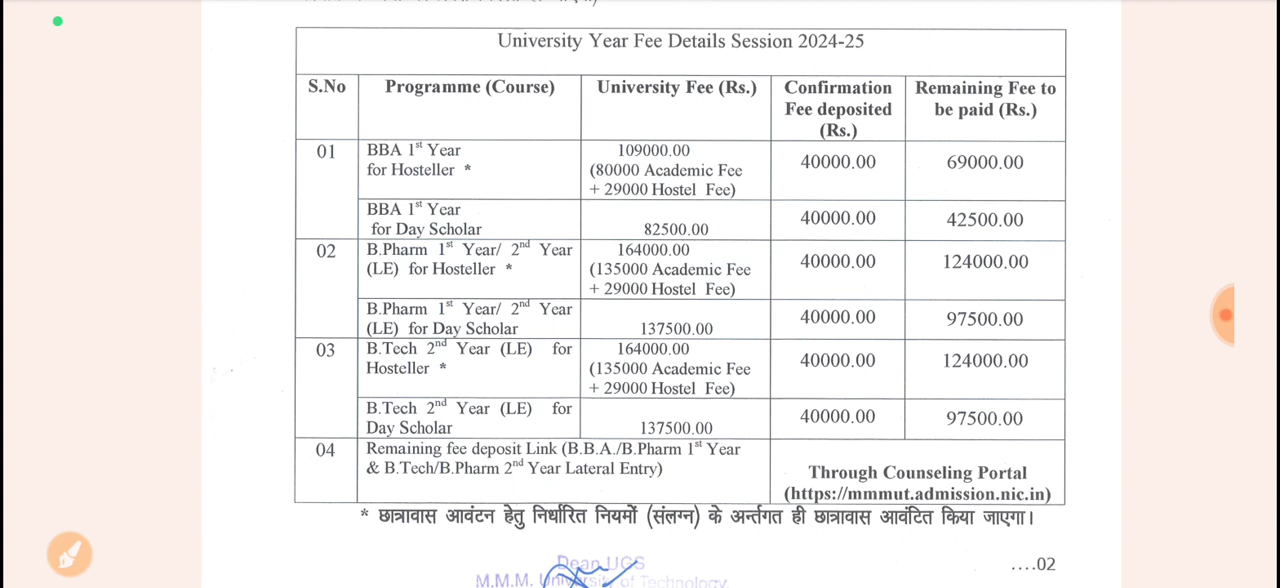 University Year Fee Details Session 2024-25
S.No Programme (Course) University Fee (Rs.) Confirmation Fee deposited (Rs.) Remaining Fee to be paid (Rs.)
01 BBA 1st Year
for Hosteller * 109000.00
(80000 Academic Fee
+ 29000 Hostel Fee) 40000.00 69000.00
BBA 1st Year
for Day Scholar 82500.00 40000.00 42500.00
02 B.Pharm 1st Year/ 2nd Year
(LE) for Hosteller * 164000.00
(135000 Academic Fee
+ 29000 Hostel Fee) 40000.00 124000.00
B.Pharm 1st Year/ 2nd Year
(LE) for Day Scholar 137500.00 40000.00 97500.00
03 B.Tech 2nd Year (LE) for
Hosteller * 164000.00
(135000 Academic Fee
+ 29000 Hostel Fee) 40000.00 124000.00
B.Tech 2nd Year (LE) for
Day Scholar 137500.00 40000.00 97500.00
04 Remaining fee deposit Link (B.B.A./B.Pharm 1st Year
& B.Tech/B.Pharm 2nd Year Lateral Entry)
Through Counseling Portal
(https://mmmut.admission.nic.in)
* छात्रावास आवंटन हेतु निर्धारित नियमों (संलग्न) के अर्न्तगत ही छात्रावास आवंटित किया जाएगा।
....02
Dean UGS
M.M.M. University of Technology,